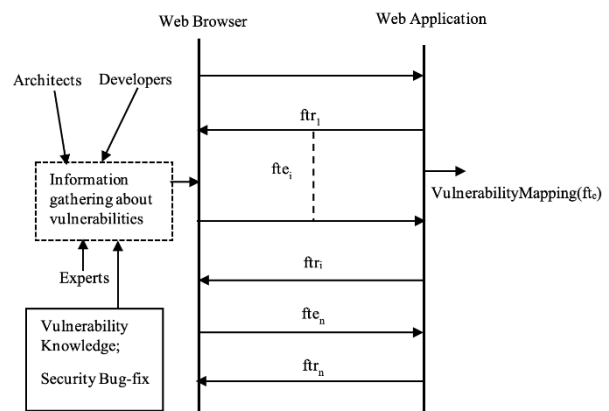 Web Browser
Web Application
Architects
Developers
ftr₁
Information
gathering about
vulnerabilities
fteᵢ
VulnerabilityMapping(ftₑ)
ftrᵢ
Experts
fteₙ
Vulnerability
Knowledge;
Security Bug-fix
ftrₙ